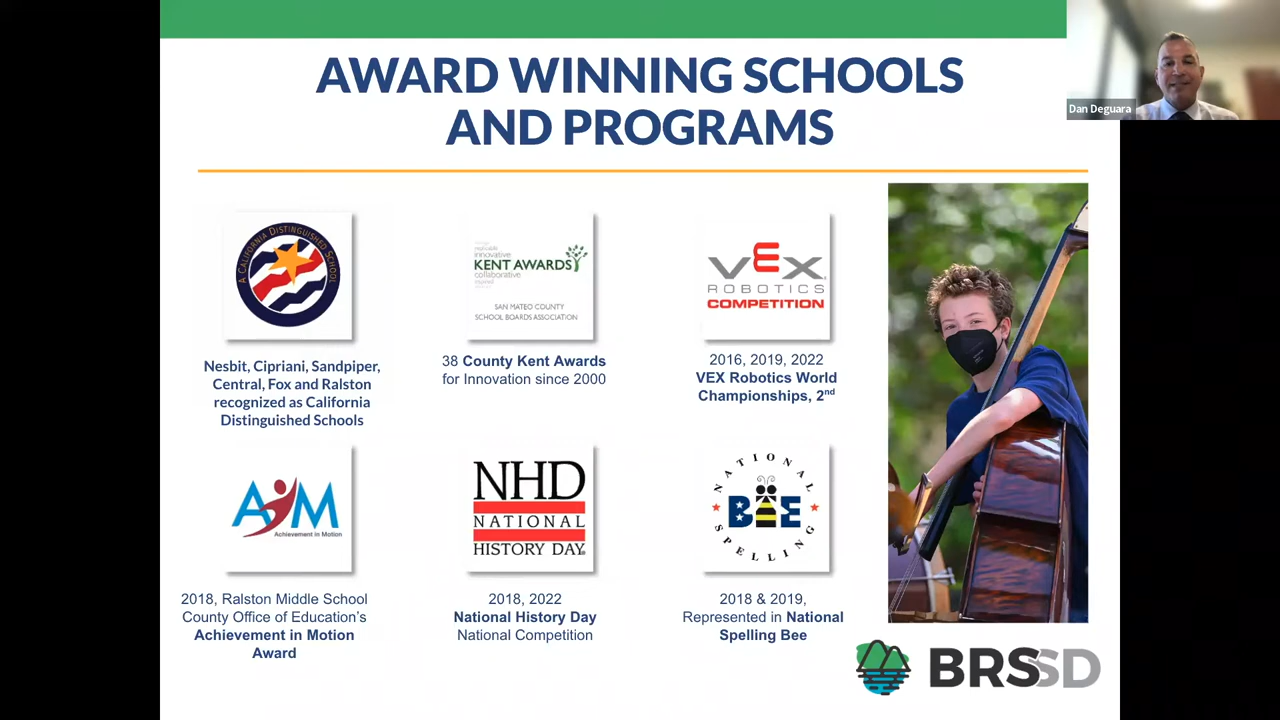 AWARD WINNING SCHOOLS
AND PROGRAMS
Dan Deguara
A CALIFORNIA DISTINGUISHED SCHOOL
Nesbit, Cipriani, Sandpiper,
Central, Fox and Ralston
recognized as California
Distinguished Schools
replicable
innovative
KENT AWARDS
collaborative
inspired
SAN MATEO COUNTY
SCHOOL BOARDS ASSOCIATION
38 County Kent Awards
for Innovation since 2000
VEX
ROBOTICS
COMPETITION
2016, 2019, 2022
VEX Robotics World
Championships, 2nd
AIM
Achievement in Motion
2018, Ralston Middle School
County Office of Education's
Achievement in Motion
Award
NHD
NATIONAL
HISTORY DAY
2018, 2022
National History Day
National Competition
NATIONAL
BEE
SPELLING
2018 & 2019,
Represented in National
Spelling Bee
BRSSD